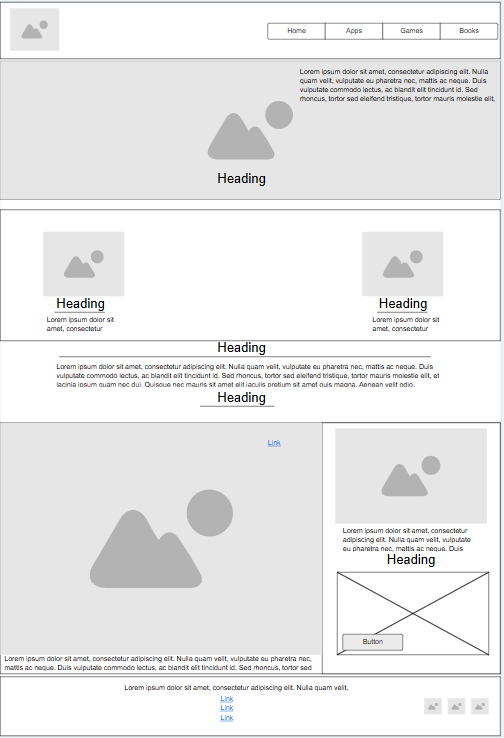 Home
Apps
Games
Books
Lorem ipsum dolor sit amet, consectetur adipiscing elit. Nulla
quam velit, vulputate eu pharetra nec, mattis ac neque. Duis
vulputate commodo lectus, ac blandit elit tincidunt id. Sed
rhoncus, tortor sed eleifend tristique, tortor mauris molestie elit,
Heading
Heading
Lorem ipsum dolor sit
amet, consectetur
Heading
Lorem ipsum dolor sit
amet, consectetur
Heading
Lorem ipsum dolor sit amet, consectetur adipiscing elit. Nulla quam velit, vulputate eu pharetra nec, mattis ac neque. Duis
vulputate commodo lectus, ac blandit elit tincidunt id. Sed rhoncus, tortor sed eleifend tristique, tortor mauris molestie elit, et
lacinia ipsum quam nec dui. Quisque nec mauris sit amet elit iaculis pretium sit amet quis magna. Aenean velit odio.
Heading
Link
Lorem ipsum dolor sit amet, consectetur adipiscing elit. Nulla quam velit, vulputate eu pharetra nec,
mattis ac neque. Duis vulputate commodo lectus, ac blandit elit tincidunt id. Sed rhoncus, tortor sed
Lorem ipsum dolor sit amet, consectetur
adipiscing elit. Nulla quam velit, vulputate
eu pharetra nec, mattis ac neque. Duis
Heading
Button
Lorem ipsum dolor sit amet, consectetur adipiscing elit. Nulla quam velit,
Link
Link
Link